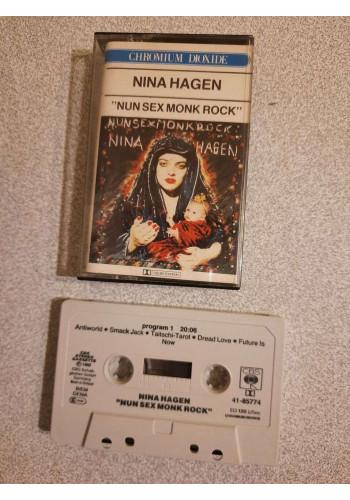 CHROMIUM DIOXIDE
NINA HAGEN
"NUN SEX MONK ROCK"
NUNSEXMONKROCK
NINA HAGEN
program 1 20:06
Antiworld • Smack Jack • Taitschi-Tarot • Dread Love • Future Is
Now
CBS
41-85774
NINA HAGEN
"NUN SEX MONK ROCK"